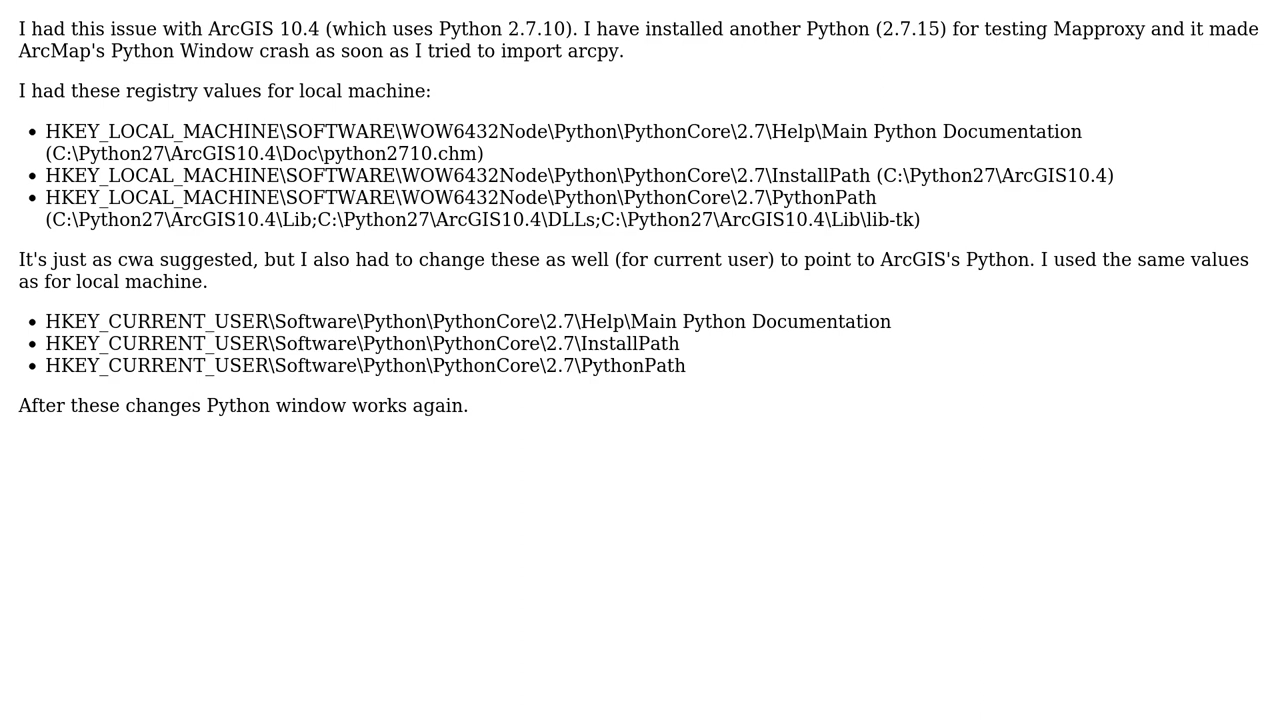 I had this issue with ArcGIS 10.4 (which uses Python 2.7.10). I have installed another Python (2.7.15) for testing Mapproxy and it made
ArcMap's Python Window crash as soon as I tried to import arcpy.
I had these registry values for local machine:
• HKEY_LOCAL_MACHINE\SOFTWARE\WOW6432Node\Python\PythonCore\2.7\Help\Main Python Documentation
(C:\Python27\ArcGIS10.4\Doc\python2710.chm)
• HKEY_LOCAL_MACHINE\SOFTWARE\WOW6432Node\Python\PythonCore\2.7\InstallPath (C:\Python27\ArcGIS10.4)
• HKEY_LOCAL_MACHINE\SOFTWARE\WOW6432Node\Python\PythonCore\2.7\PythonPath
(C:\Python27\ArcGIS10.4\Lib;C:\Python27\ArcGIS10.4\DLLs;C:\Python27\ArcGIS10.4\Lib\lib-tk)
It's just as cwa suggested, but I also had to change these as well (for current user) to point to ArcGIS's Python. I used the same values
as for local machine.
• HKEY_CURRENT_USER\Software\Python\PythonCore\2.7\Help\Main Python Documentation
• HKEY_CURRENT_USER\Software\Python\PythonCore\2.7\InstallPath
• HKEY_CURRENT_USER\Software\Python\PythonCore\2.7\PythonPath
After these changes Python window works again.